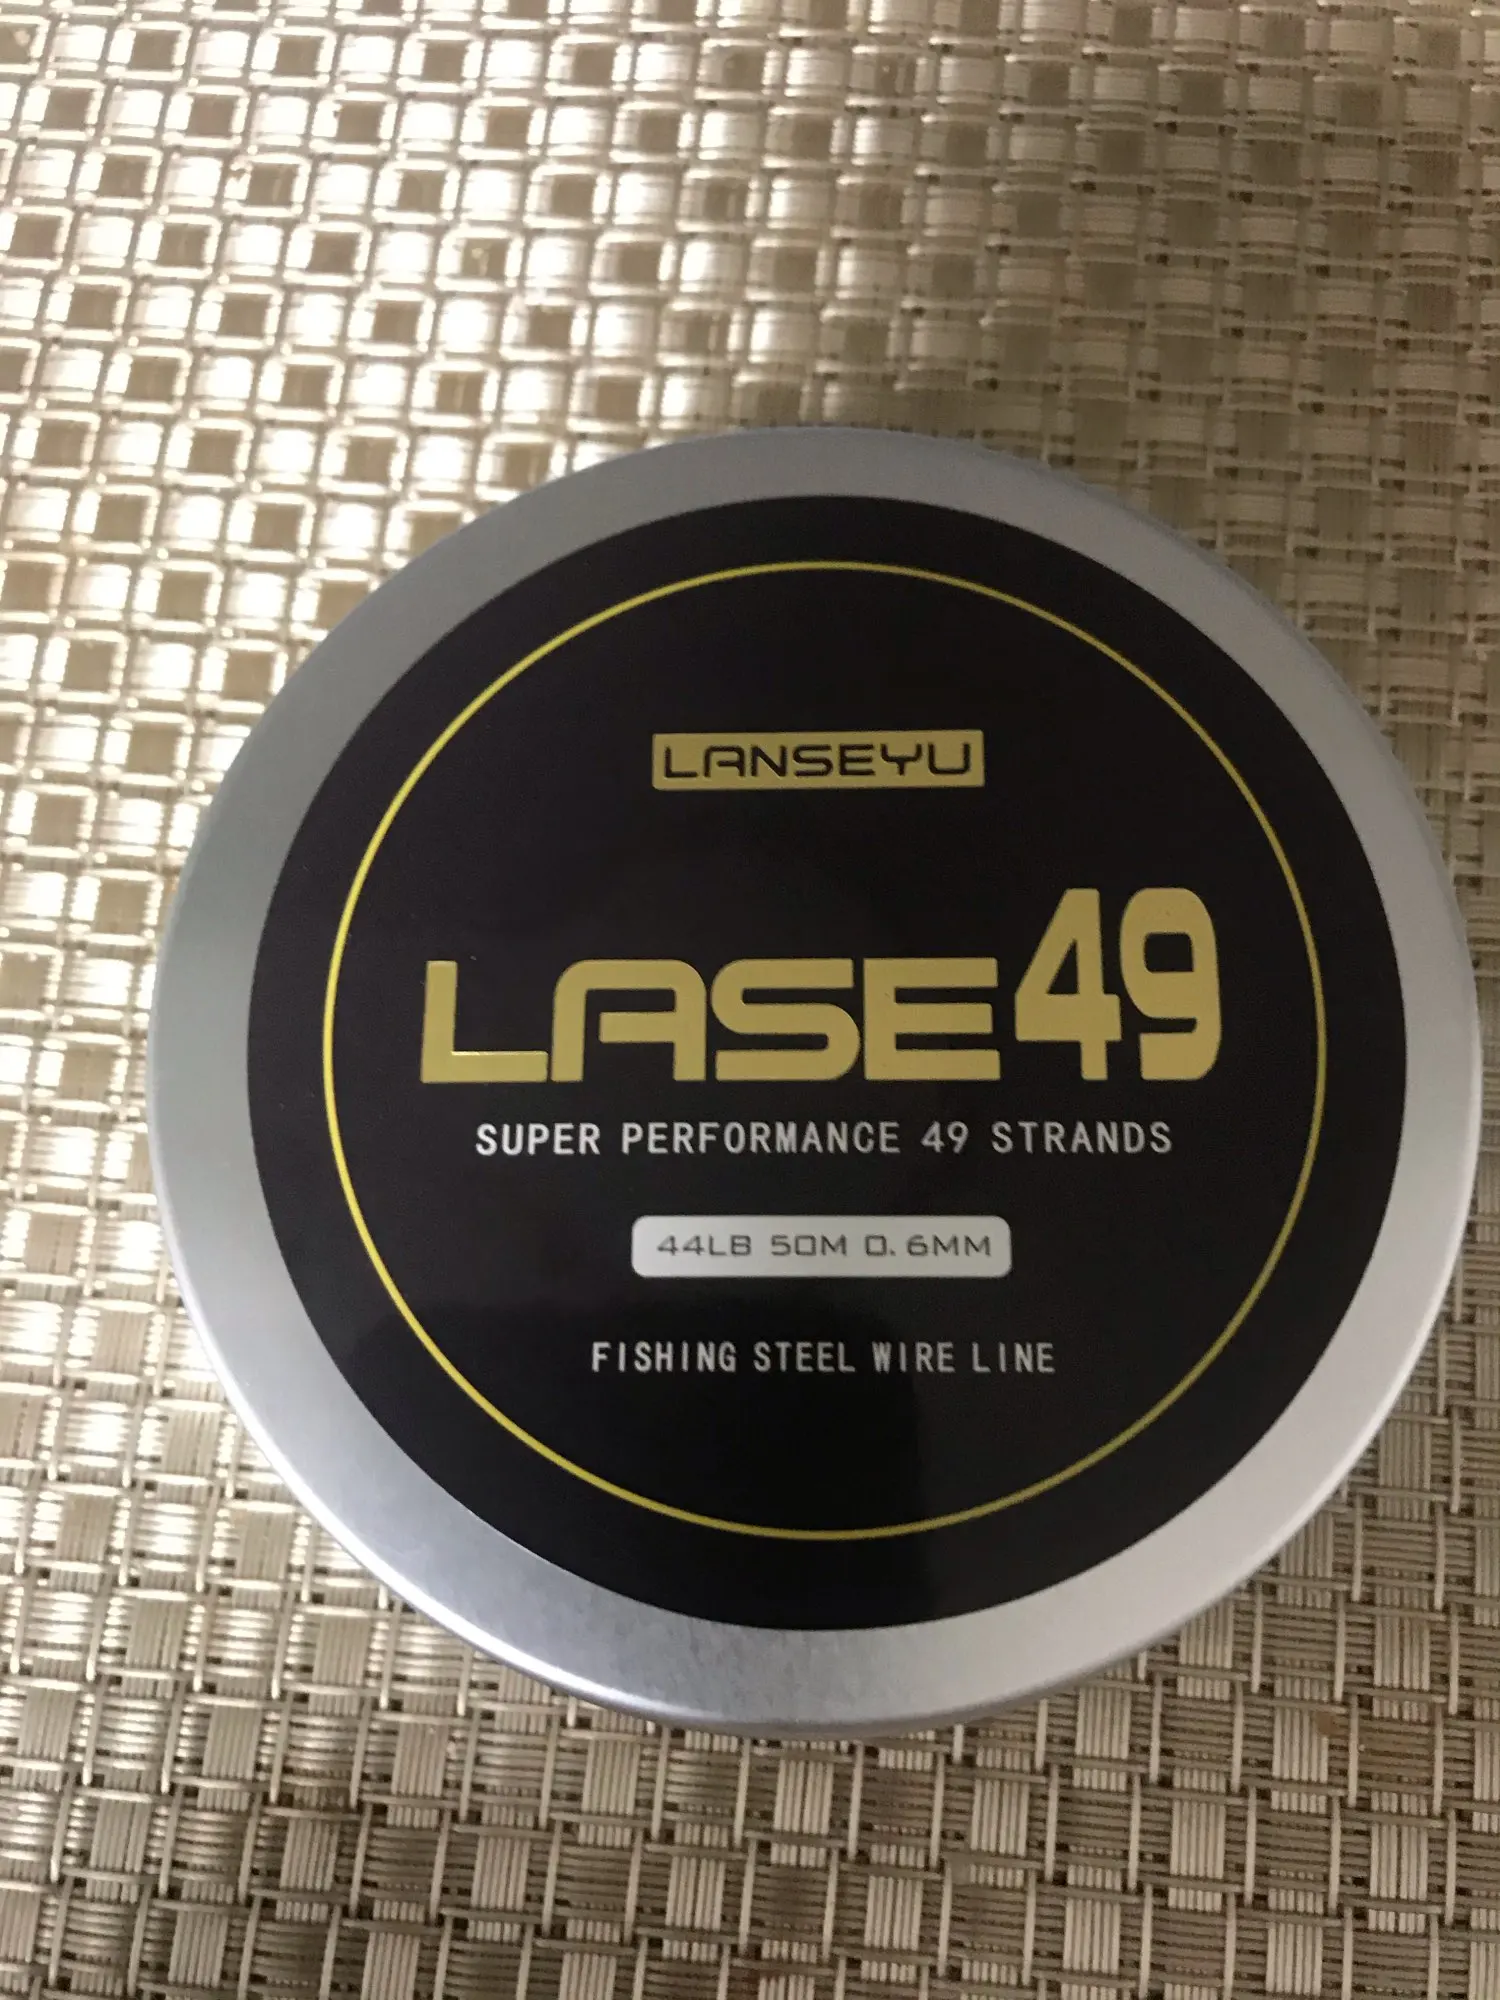 LANSEYU
LASE49
SUPER PERFORMANCE 49 STRANDS
44LB 50M 0.6MM
FISHING STEEL WIRE LINE